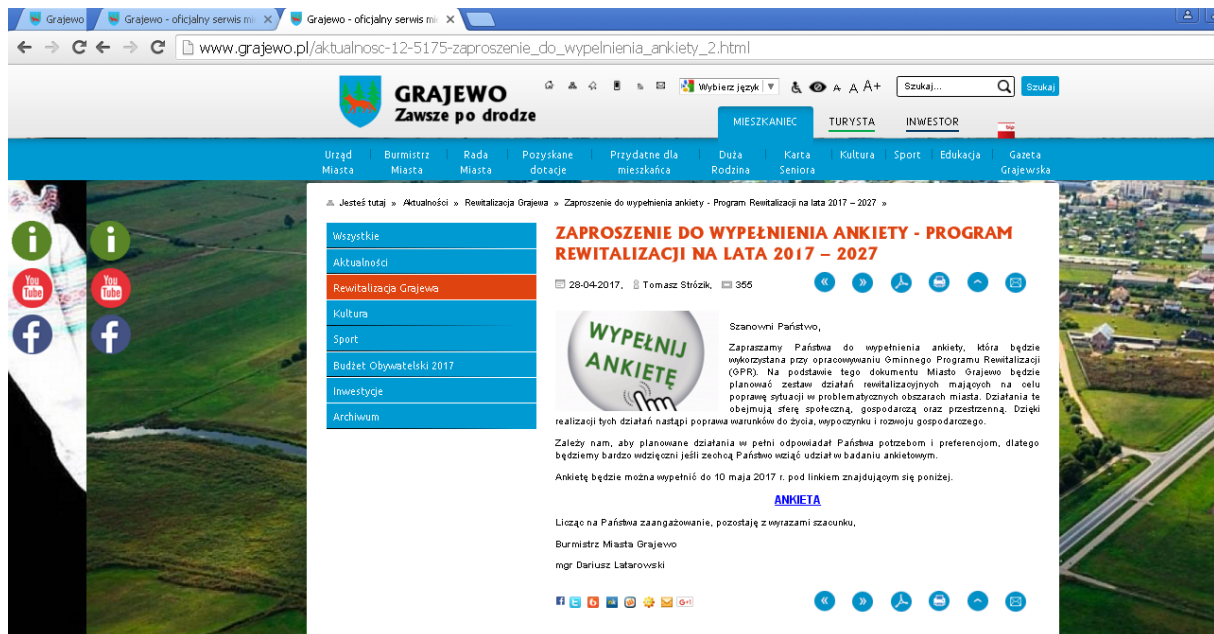 Grajewo
Grajewo - oficjalny serwis mi
Grajewo - oficjalny serwis mi
www.grajewo.pl/aktualnosc-12-5175-zaproszenie_do_wypelnienia_ankiety_2.html
GRAJEWO
Zawsze po drodze
Wybierz język
A A A+
Szukaj...
Szukaj
MIESZKANIEC TURYSTA INWESTOR
bip
Urząd Miasta
Burmistrz Miasta
Rada Miasta
Pozyskane dotacje
Przydatne dla mieszkańca
Duża Rodzina
Karta Seniora
Kultura
Sport
Edukacja
Gazeta Grajewska
Jesteś tutaj » Aktualności » Rewitalizacja Grajewa » Zaproszenie do wypełnienia ankiety - Program Rewitalizacji na lata 2017 – 2027 »
Wszystkie
Aktualności
Rewitalizacja Grajewa
Kultura
Sport
Budżet Obywatelski 2017
Inwestycje
Archiwum
You Tube
You Tube
ZAPROSZENIE DO WYPEŁNIENIA ANKIETY - PROGRAM
REWITALIZACJI NA LATA 2017 – 2027
28-04-2017, Tomasz Strózik, 355
WYPEŁNIJ
ANKIETĘ
Szanowni Państwo,
Zapraszamy Państwa do wypełnienia ankiety, która będzie
wykorzystana przy opracowywaniu Gminnego Programu Rewitalizacji
(GPR). Na podstawie tego dokumentu Miasto Grajewo będzie
planować zestaw działań rewitalizacyjnych mających na celu
poprawę sytuacji w problematycznych obszarach miasta. Działania te
obejmują sferę społeczną, gospodarczą oraz przestrzenną. Dzięki
realizacji tych działań nastąpi poprawa warunków do życia, wypoczynku i rozwoju gospodarczego.
Zależy nam, aby planowane działania w pełni odpowiadał Państwa potrzebom i preferencjom, dlatego
będziemy bardzo wdzięczni jeśli zechcą Państwo wziąć udział w badaniu ankietowym.
Ankietę będzie można wypełnić do 10 maja 2017 r. pod linkiem znajdującym się poniżej.
ANKIETA
Licząc na Państwa zaangażowanie, pozostaję z wyrazami szacunku,
Burmistrz Miasta Grajewo
mgr Dariusz Latarowski